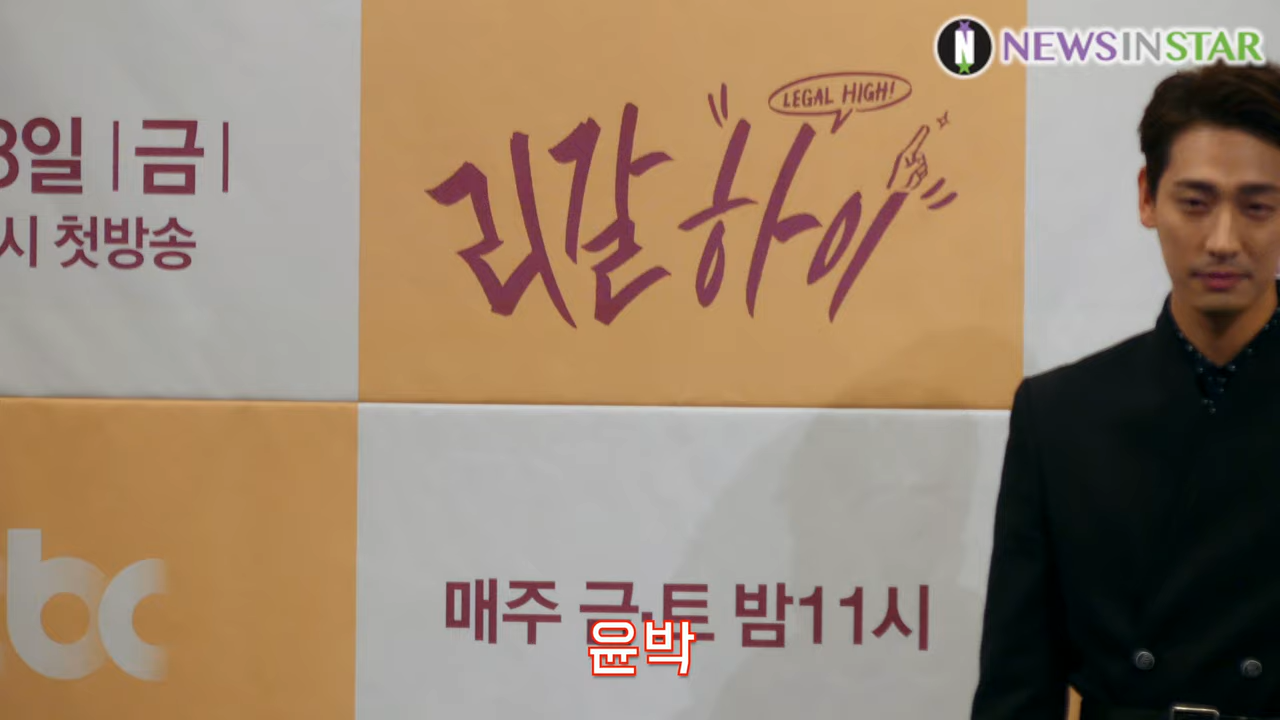 NEWSINSTAR
8일 |금|
시 첫방송
LEGAL HIGH!
리갈하이
bc
매주 금·토 밤11시
윤박